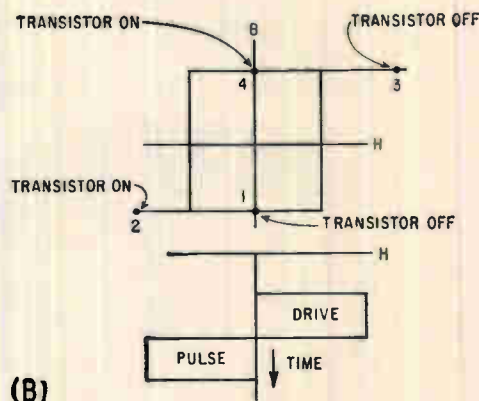 TRANSISTOR ON
B
TRANSISTOR OFF
4
3
H
TRANSISTOR ON
1
2
TRANSISTOR OFF
H
DRIVE
PULSE
TIME
(B)